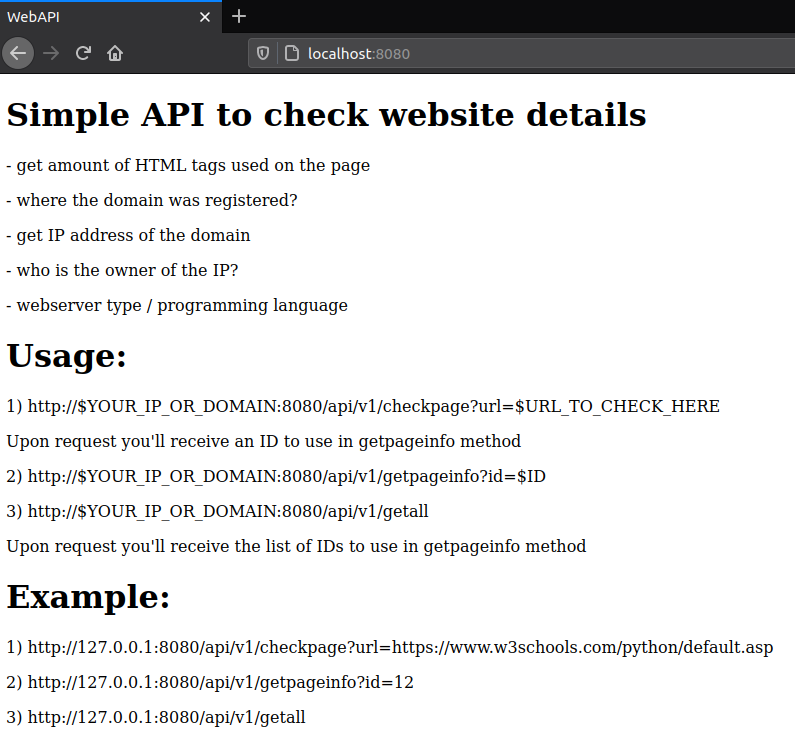 WebAPI
localhost:8080
Simple API to check website details
- get amount of HTML tags used on the page
- where the domain was registered?
- get IP address of the domain
- who is the owner of the IP?
- webserver type / programming language
Usage:
1) http://$YOUR_IP_OR_DOMAIN:8080/api/v1/checkpage?url=$URL_TO_CHECK_HERE
Upon request you'll receive an ID to use in getpageinfo method
2) http://$YOUR_IP_OR_DOMAIN:8080/api/v1/getpageinfo?id=$ID
3) http://$YOUR_IP_OR_DOMAIN:8080/api/v1/getall
Upon request you'll receive the list of IDs to use in getpageinfo method
Example:
1) http://127.0.0.1:8080/api/v1/checkpage?url=https://www.w3schools.com/python/default.asp
2) http://127.0.0.1:8080/api/v1/getpageinfo?id=12
3) http://127.0.0.1:8080/api/v1/getall